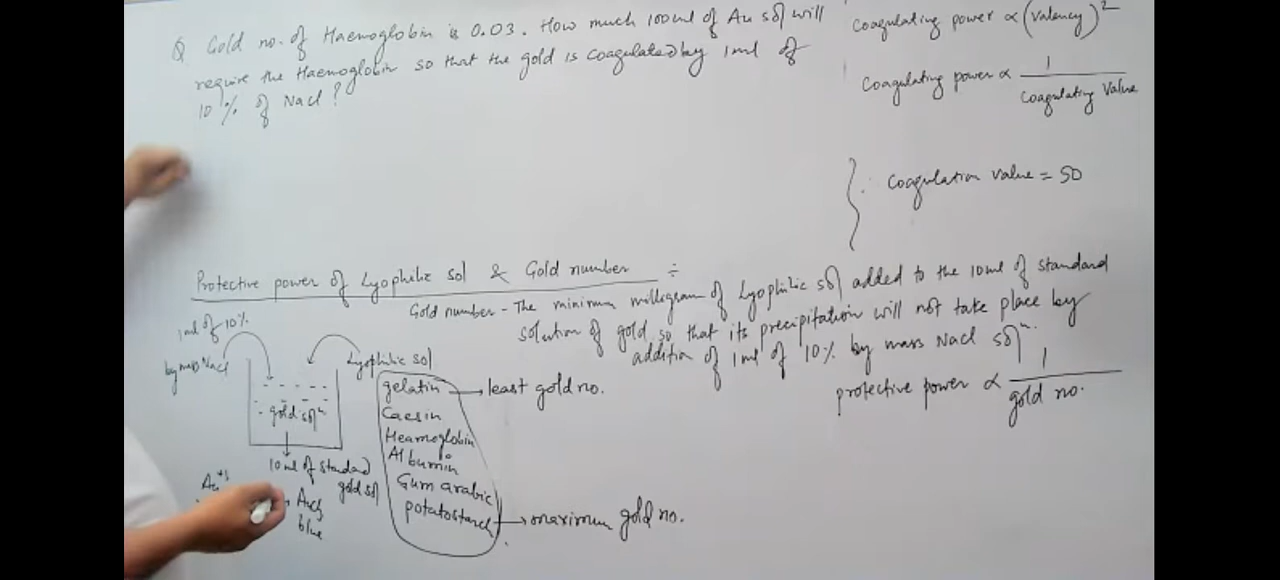 Q Gold no. of Haemoglobin is 0.03. How much 100ml of Au sol will
require the Haemoglobin so that the gold is coagulated by 1ml of
10% of Nacl?
Coagulating power ∝ (valency)²
Coagulating power ∝ 1
Coagulating Value
Coagulation value = 50
Protective power of Lyophilic sol & Gold number ÷
Gold number - The minimum milligram of Lyophilic sol added to the 10ml of standard
solution of gold so that its precipitation will not take place by
addition of 1ml of 10% by mass Nacl solⁿ.
protective power ∝ 1
gold no.
1ml of 10%
by mass Nacl
Lyophilic sol
gold solⁿ
10ml of standard
gold sol
blue
gelatin → least gold no.
Caesin
Heamoglobin
Albumin
Gum arabic
potatostarch → maximum gold no.